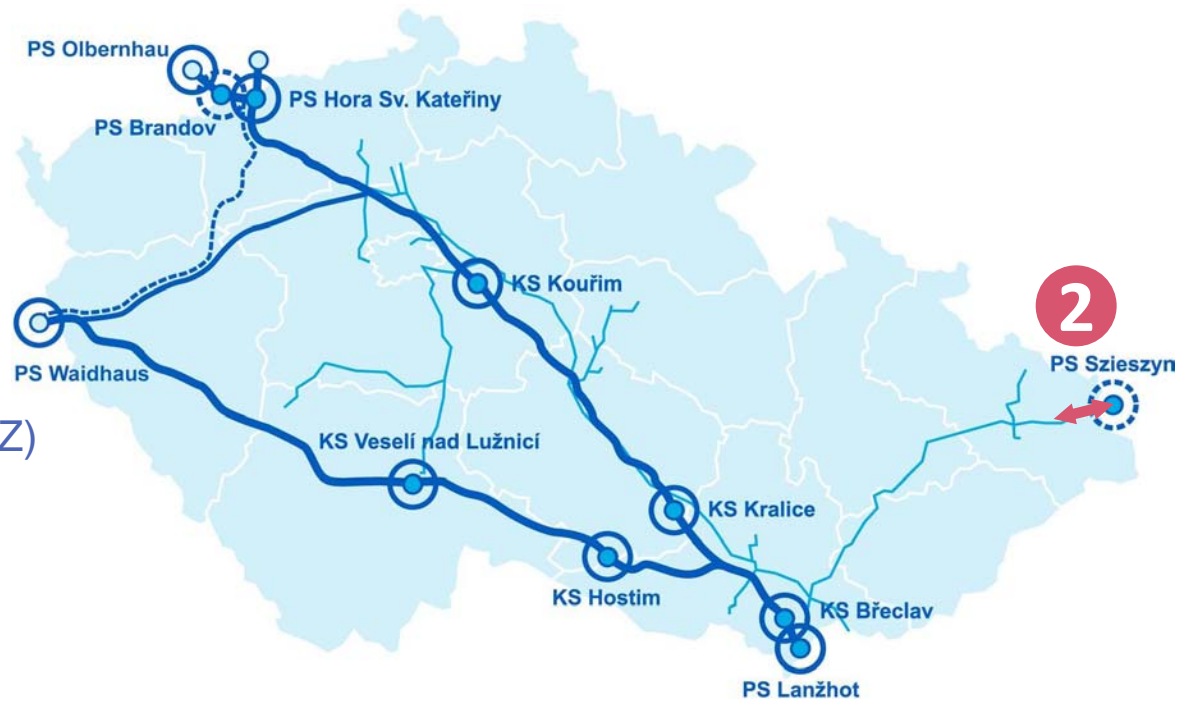 PS Olbernhau
PS Hora Sv. Kateřiny
PS Brandov
KS Kouřim
2
PS Szieszyn
PS Waidhaus
Z)
KS Veselí nad Lužnicí
KS Kralice
KS Hostim
KS Břeclav
PS Lanžhot